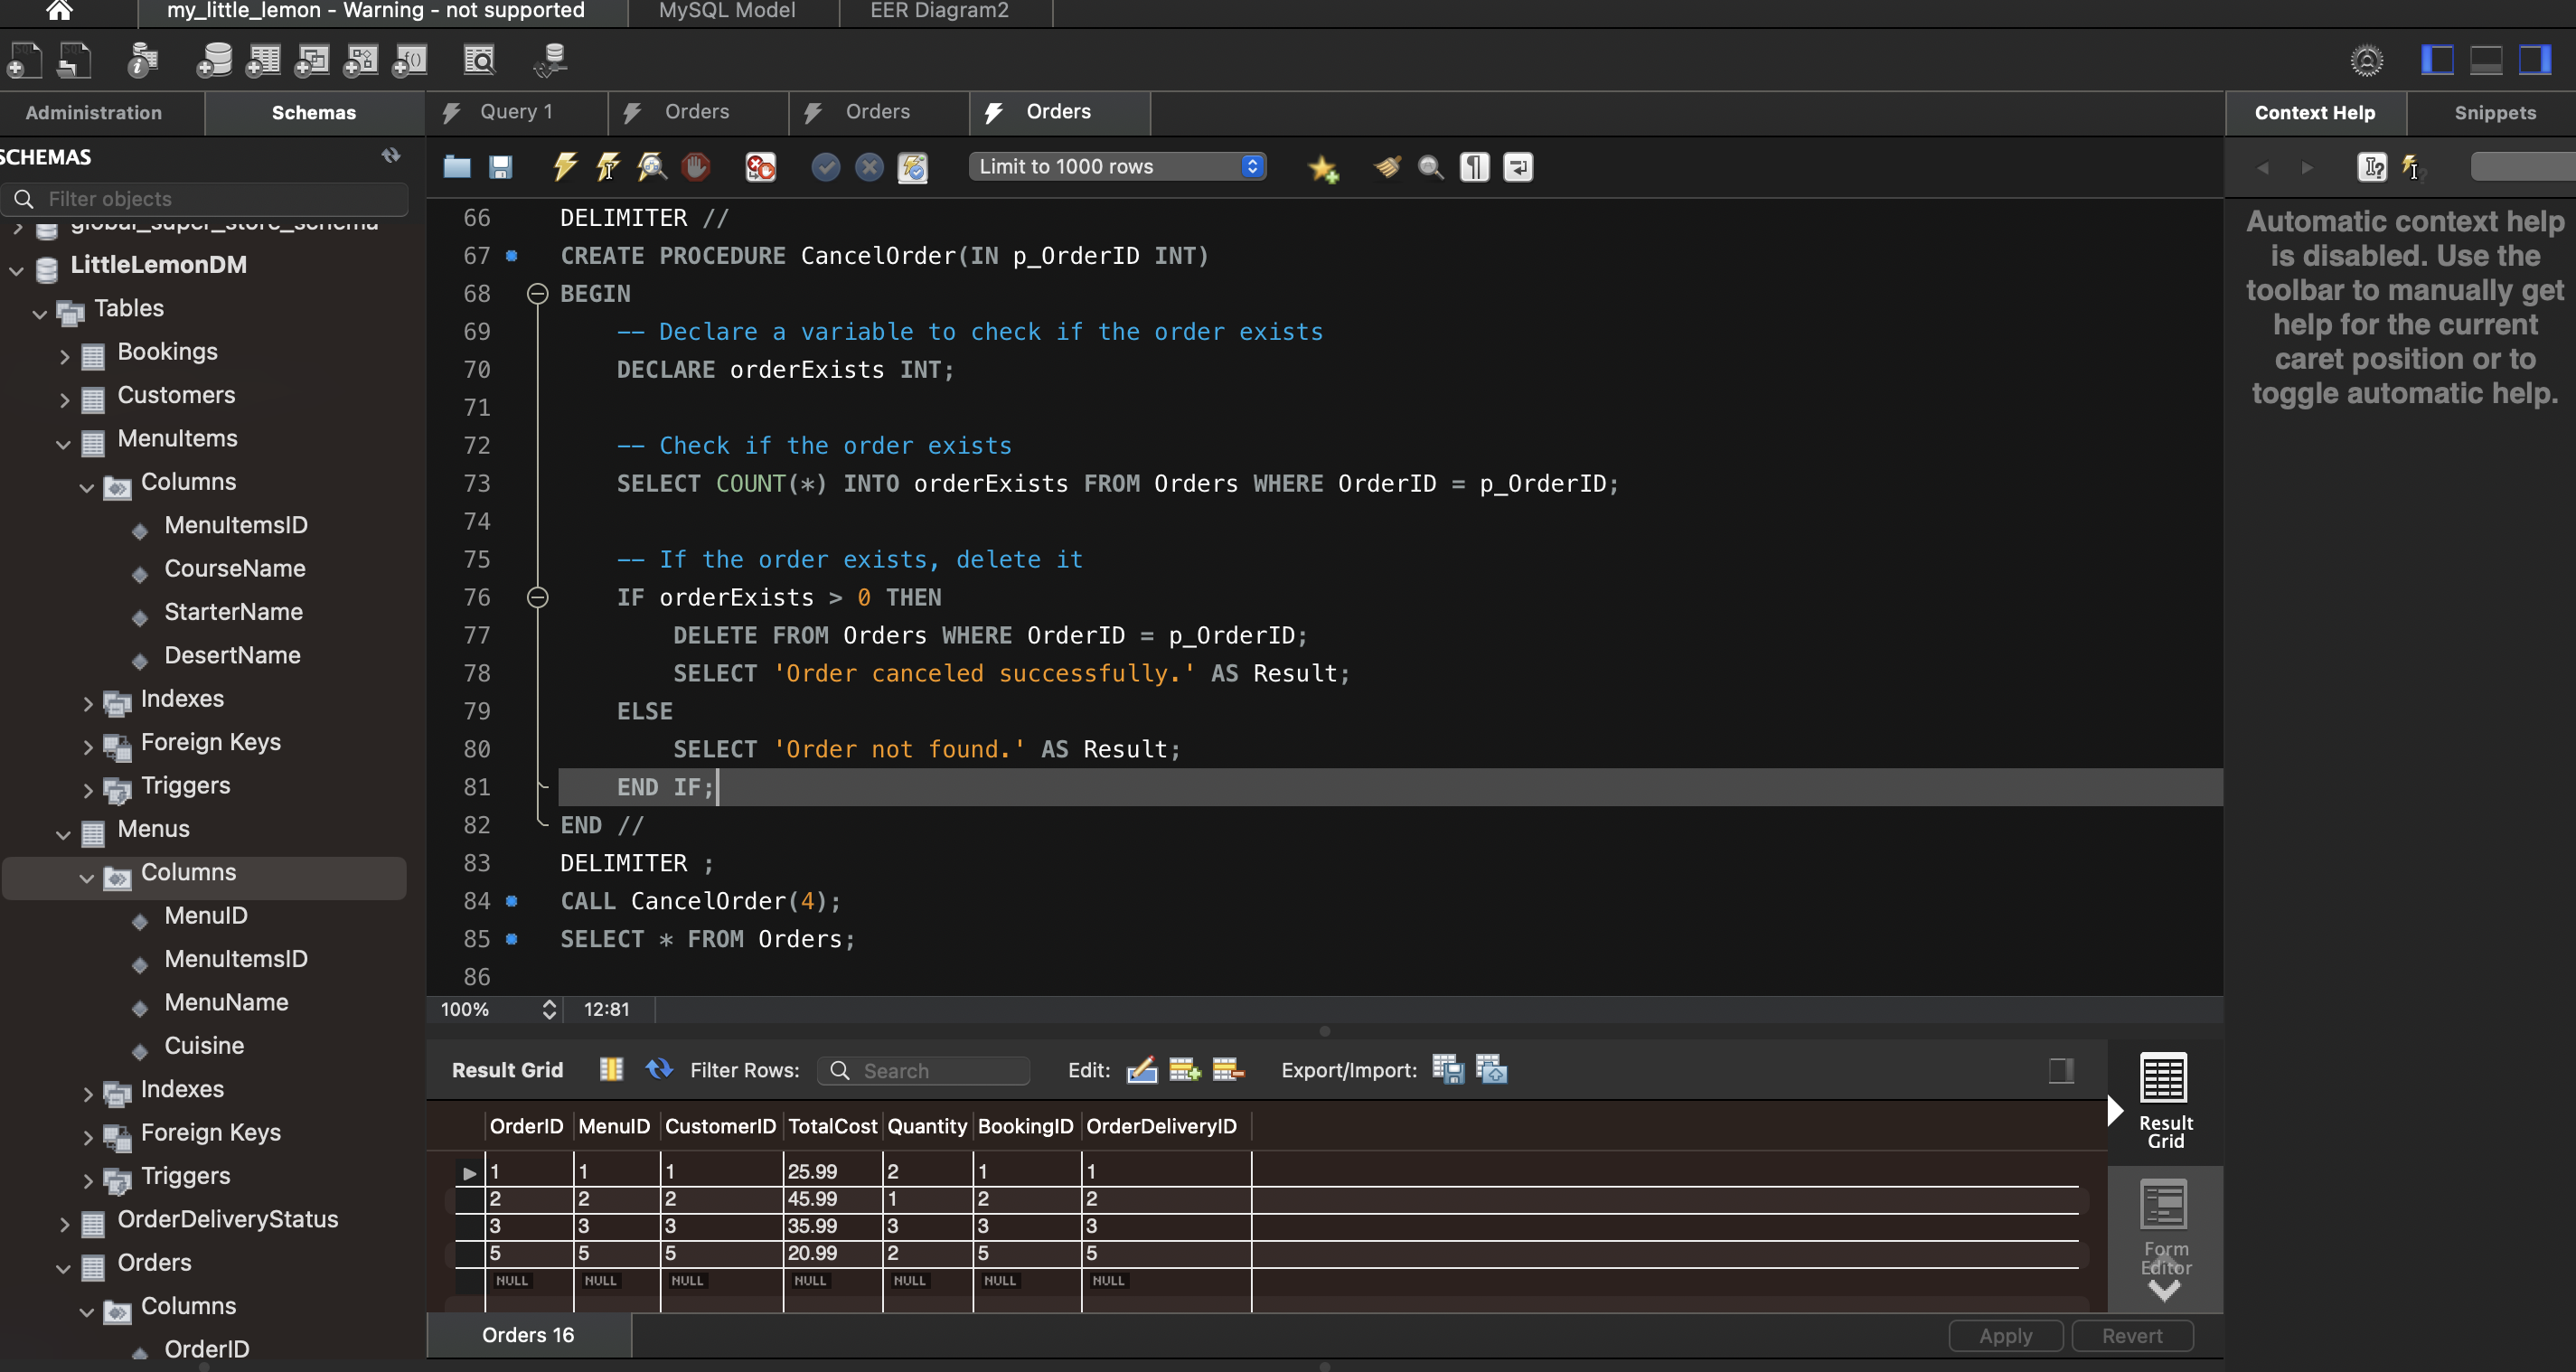 my_little_lemon - Warning - not supported
MySQL Model
EER Diagram2
Administration
Schemas
Query 1
Orders
Orders
Orders
Context Help
Snippets
SCHEMAS
Filter objects
Limit to 1000 rows
global_super_store_schema
LittleLemonDM
Tables
Bookings
Customers
MenuItems
Columns
MenuItemsID
CourseName
StarterName
DesertName
Indexes
Foreign Keys
Triggers
Menus
Columns
MenuID
MenuItemsID
MenuName
Cuisine
Indexes
Foreign Keys
Triggers
OrderDeliveryStatus
Orders
Columns
OrderID
66 DELIMITER //
67 CREATE PROCEDURE CancelOrder(IN p_OrderID INT)
68 BEGIN
69 -- Declare a variable to check if the order exists
70 DECLARE orderExists INT;
71
72 -- Check if the order exists
73 SELECT COUNT(*) INTO orderExists FROM Orders WHERE OrderID = p_OrderID;
74
75 -- If the order exists, delete it
76 IF orderExists > 0 THEN
77 DELETE FROM Orders WHERE OrderID = p_OrderID;
78 SELECT 'Order canceled successfully.' AS Result;
79 ELSE
80 SELECT 'Order not found.' AS Result;
81 END IF;
82 END //
83 DELIMITER ;
84 CALL CancelOrder(4);
85 SELECT * FROM Orders;
86
100% 12:81
Automatic context help
is disabled. Use the
toolbar to manually get
help for the current
caret position or to
toggle automatic help.
Result Grid Filter Rows: Search Edit: Export/Import:
OrderID MenuID CustomerID TotalCost Quantity BookingID OrderDeliveryID
1 1 1 25.99 2 1 1
2 2 2 45.99 1 2 2
3 3 3 35.99 3 3 3
5 5 5 20.99 2 5 5
NULL NULL NULL NULL NULL NULL NULL
Result
Grid
Form
Editor
Orders 16
Apply
Revert